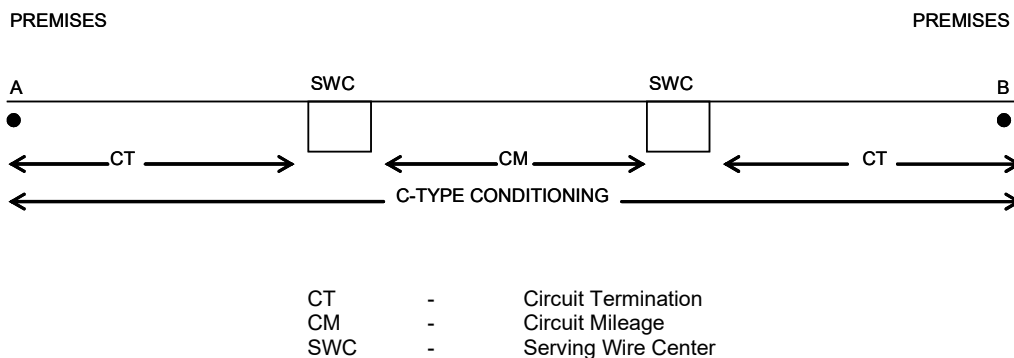 PREMISES PREMISES
A SWC SWC B
CT CM CT
C-TYPE CONDITIONING
CT - Circuit Termination
CM - Circuit Mileage
SWC - Serving Wire Center